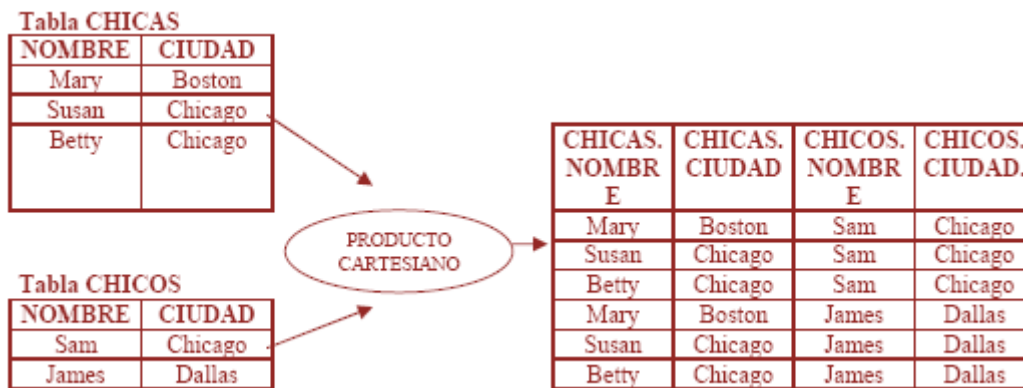 Tabla CHICAS
NOMBRE CIUDAD
Mary Boston
Susan Chicago
Betty Chicago
Tabla CHICOS
NOMBRE CIUDAD
Sam Chicago
James Dallas
PRODUCTO
CARTESIANO
CHICAS. CHICAS. CHICOS. CHICOS.
NOMBR CIUDAD NOMBR CIUDAD.
E E
Mary Boston Sam Chicago
Susan Chicago Sam Chicago
Betty Chicago Sam Chicago
Mary Boston James Dallas
Susan Chicago James Dallas
Betty Chicago James Dallas